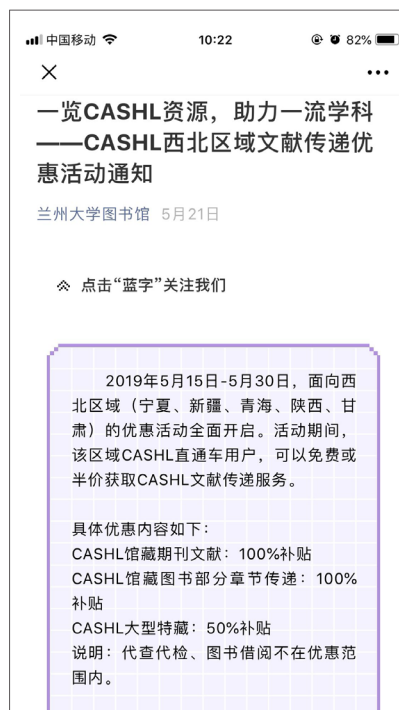 中国移动 10:22 82%
一览CASHL资源，助力一流学科
——CASHL西北区域文献传递优
惠活动通知
兰州大学图书馆 5月21日
点击“蓝字”关注我们
2019年5月15日-5月30日，面向西
北区域（宁夏、新疆、青海、陕西、甘
肃）的优惠活动全面开启。活动期间，
该区域CASHL直通车用户，可以免费或
半价获取CASHL文献传递服务。
具体优惠内容如下：
CASHL馆藏期刊文献：100%补贴
CASHL馆藏图书部分章节传递：100%
补贴
CASHL大型特藏：50%补贴
说明：代查代检、图书借阅不在优惠范
围内。